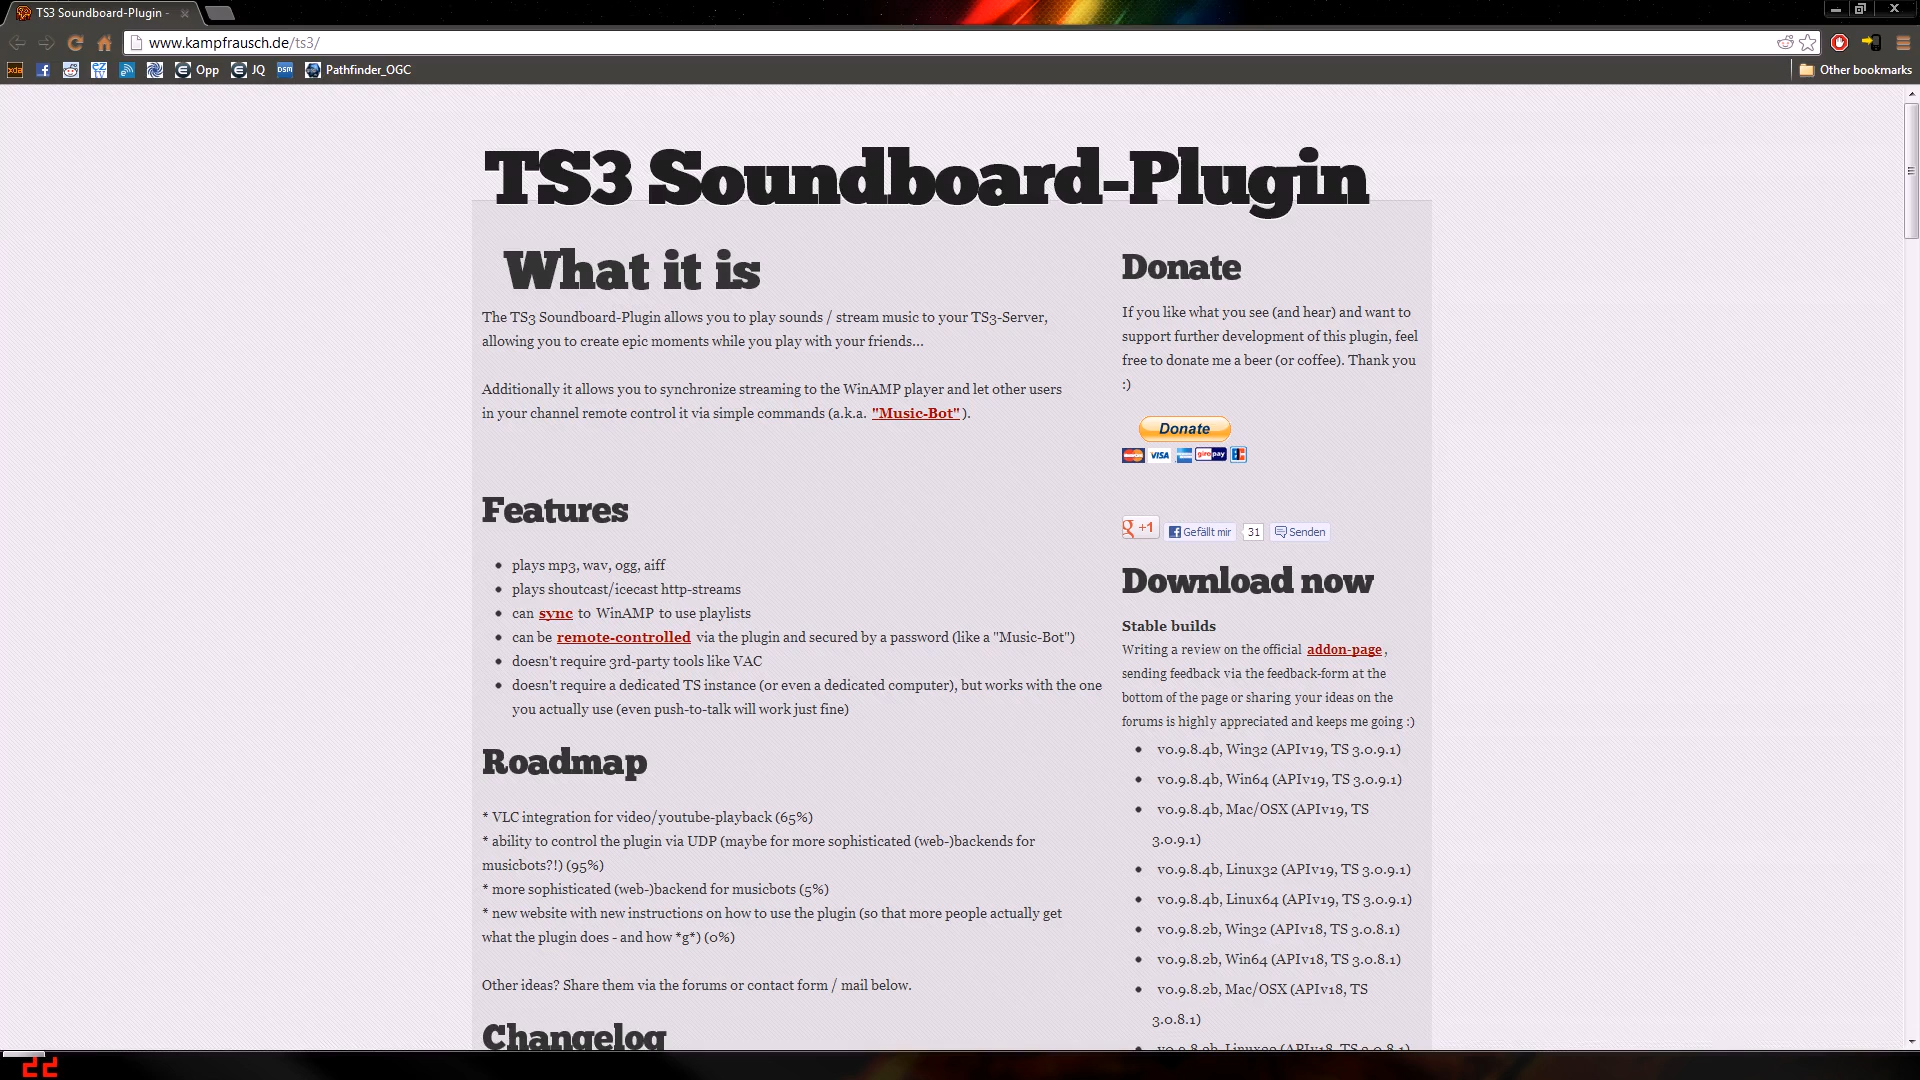 TS3 Soundboard-Plugin -
www.kampfrausch.de/ts3/
xda
Opp
JQ
DSM
Pathfinder_OGC
Other bookmarks
TS3 Soundboard-Plugin
What it is
The TS3 Soundboard-Plugin allows you to play sounds / stream music to your TS3-Server,
allowing you to create epic moments while you play with your friends...
Additionally it allows you to synchronize streaming to the WinAMP player and let other users
in your channel remote control it via simple commands (a.k.a. "Music-Bot").
Features
• plays mp3, wav, ogg, aiff
• plays shoutcast/icecast http-streams
• can sync to WinAMP to use playlists
• can be remote-controlled via the plugin and secured by a password (like a "Music-Bot")
• doesn't require 3rd-party tools like VAC
• doesn't require a dedicated TS instance (or even a dedicated computer), but works with the one
you actually use (even push-to-talk will work just fine)
Roadmap
* VLC integration for video/youtube-playback (65%)
* ability to control the plugin via UDP (maybe for more sophisticated (web-)backends for
musicbots?!) (95%)
* more sophisticated (web-)backend for musicbots (5%)
* new website with new instructions on how to use the plugin (so that more people actually get
what the plugin does - and how *g*) (0%)
Other ideas? Share them via the forums or contact form / mail below.
Changelog
Donate
If you like what you see (and hear) and want to
support further development of this plugin, feel
free to donate me a beer (or coffee). Thank you
:)
Donate
VISA giropay
g +1 Gefällt mir 31 Senden
Download now
Stable builds
Writing a review on the official addon-page,
sending feedback via the feedback-form at the
bottom of the page or sharing your ideas on the
forums is highly appreciated and keeps me going :)
• v0.9.8.4b, Win32 (APIv19, TS 3.0.9.1)
• v0.9.8.4b, Win64 (APIv19, TS 3.0.9.1)
• v0.9.8.4b, Mac/OSX (APIv19, TS
3.0.9.1)
• v0.9.8.4b, Linux32 (APIv19, TS 3.0.9.1)
• v0.9.8.4b, Linux64 (APIv19, TS 3.0.9.1)
• v0.9.8.2b, Win32 (APIv18, TS 3.0.8.1)
• v0.9.8.2b, Win64 (APIv18, TS 3.0.8.1)
• v0.9.8.2b, Mac/OSX (APIv18, TS
3.0.8.1)
• v0.9.8.2b, Linux32 (APIv18, TS 3.0.8.1)